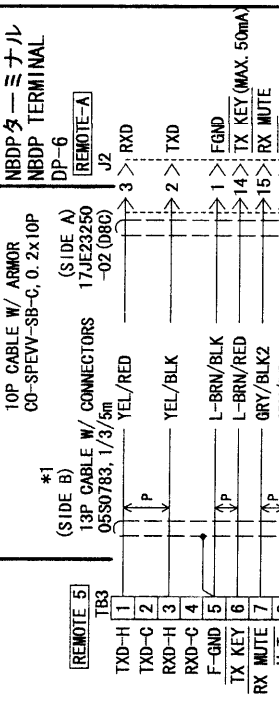 NBDPターミナル
NBDP TERMINAL
DP-6
REMOTE-A
J2
10P CABLE W/ ARMOR
CO-SPEVV-SB-C, 0.2x10P
(SIDE A)
17JE23250
-02 (D8C)
*1
(SIDE B)
13P CABLE W/ CONNECTORS
05S0783, 1/3/5m
REMOTE 5
TB3
TXD-H 1 YEL/RED 3 RXD
TXD-C 2
RXD-H 3 YEL/BLK 2 TXD
RXD-C 4
F-GND 5 L-BRN/BLK 1 FGND
TX KEY 6 L-BRN/RED 14 TX KEY (MAX. 50mA)
RX MUTE 7 GRY/BLK2 15 RX MUTE
P
P
P